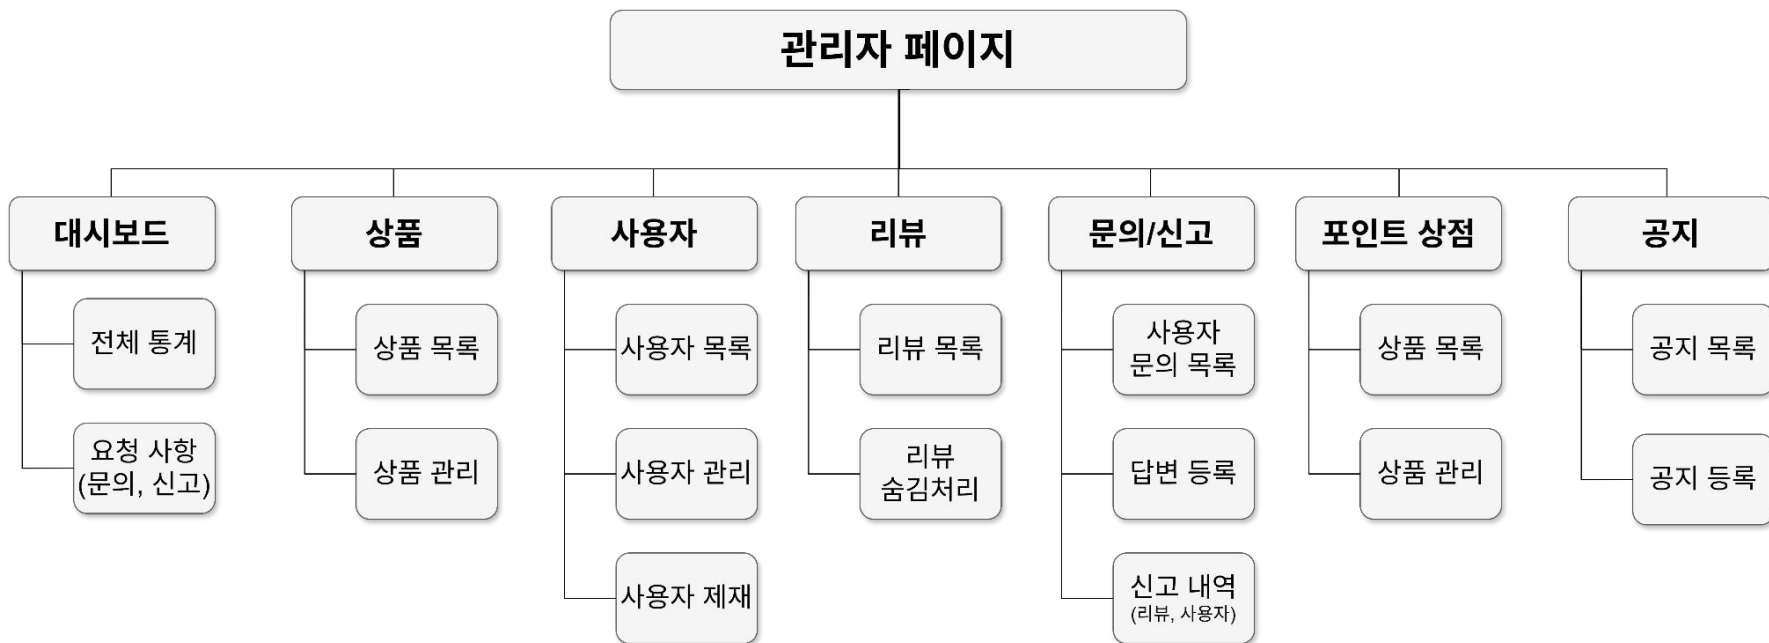 관리자 페이지
대시보드
상품
사용자
리뷰
문의/신고
포인트 상점
공지
전체 통계
요청 사항
(문의, 신고)
상품 목록
상품 관리
사용자 목록
사용자 관리
사용자 제재
리뷰 목록
리뷰
숨김처리
사용자
문의 목록
답변 등록
신고 내역
(리뷰, 사용자)
상품 목록
상품 관리
공지 목록
공지 등록